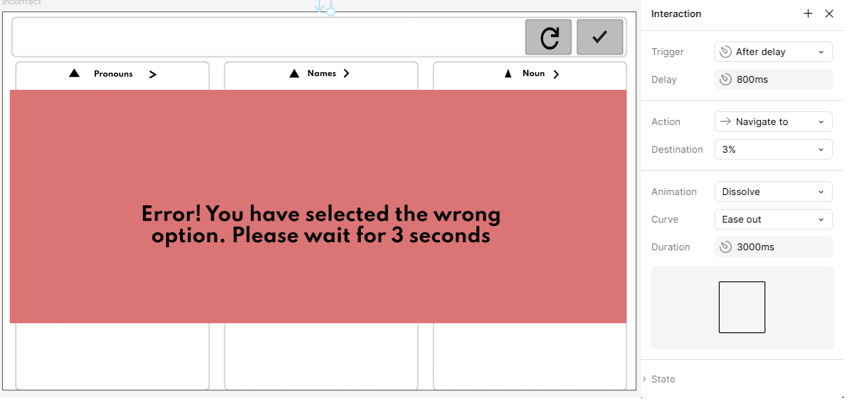 Incorrect
Interaction
Pronouns
Names
Noun
Error! You have selected the wrong
option. Please wait for 3 seconds
Trigger After delay
Delay 800ms
Action Navigate to
Destination 3%
Animation Dissolve
Curve Ease out
Duration 3000ms
State